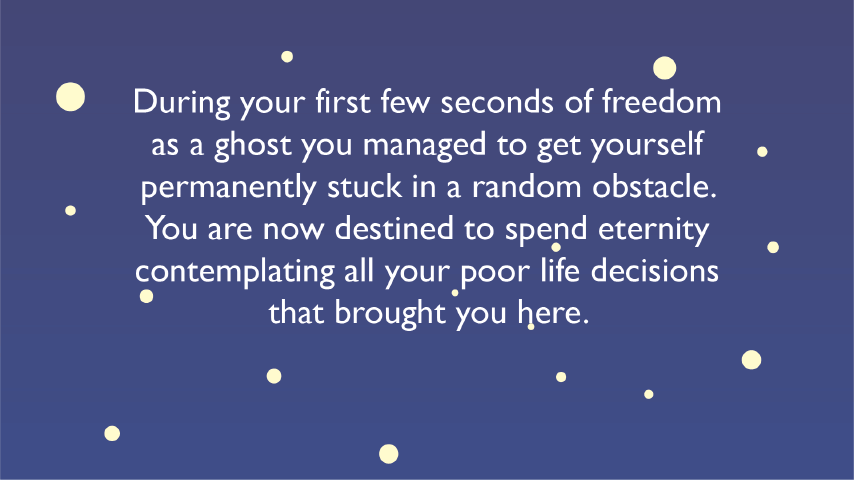 During your first few seconds of freedom
as a ghost you managed to get yourself
permanently stuck in a random obstacle.
You are now destined to spend eternity
contemplating all your poor life decisions
that brought you here.